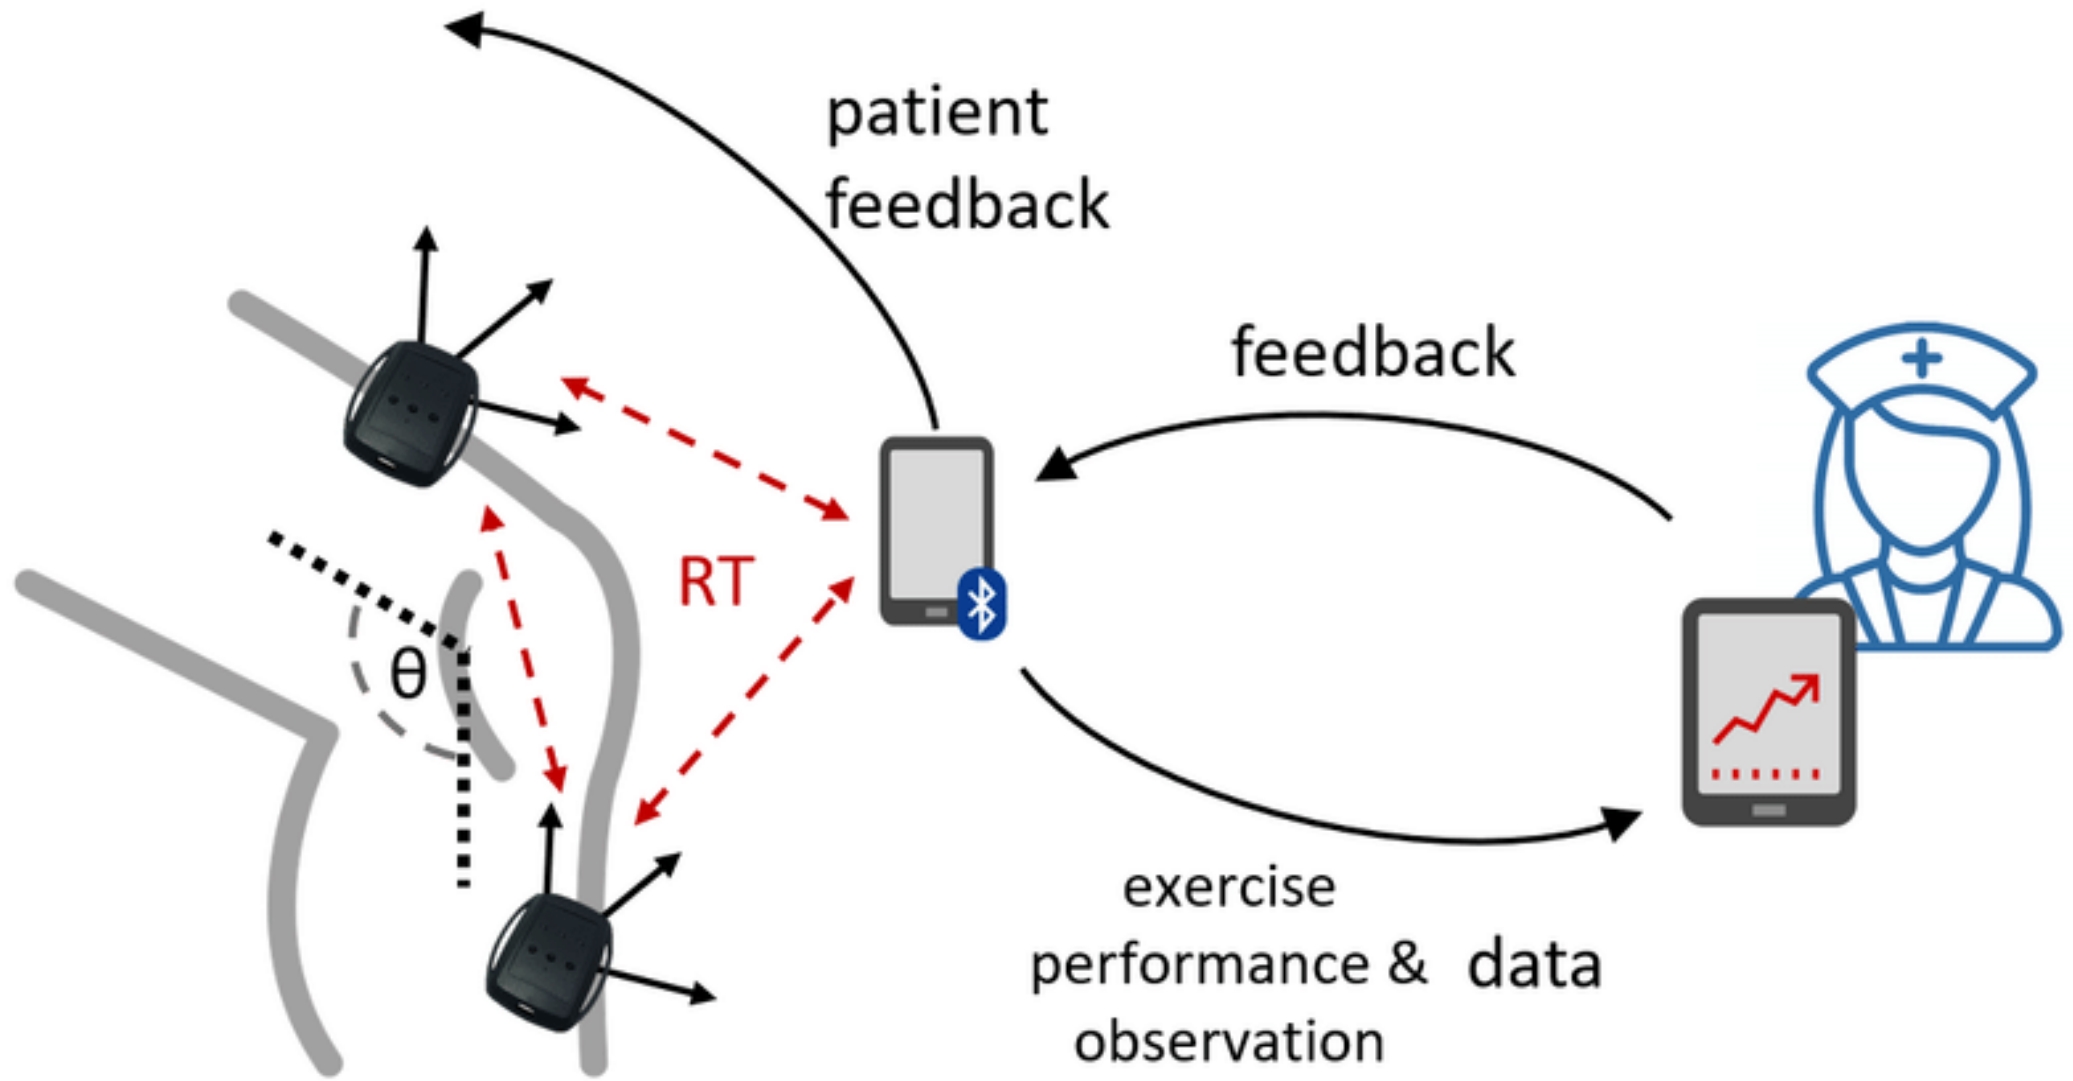 patient
feedback
feedback
RT
θ
exercise
performance & data
observation